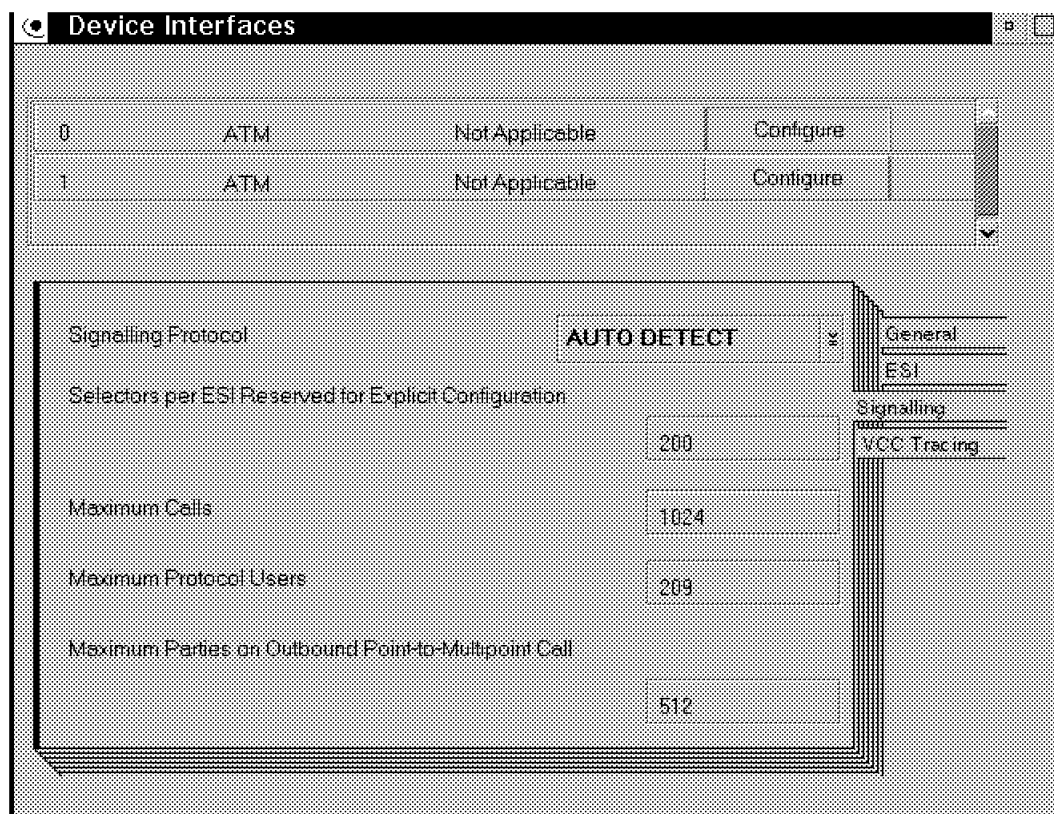 Device Interfaces
0 ATM Not Applicable Configure
1 ATM Not Applicable Configure
Signalling Protocol AUTO DETECT
General
ESI
Selectors per ESI Reserved for Explicit Configuration
Signalling
200
VCC Tracing
Maximum Calls 1024
Maximum Protocol Users 209
Maximum Parties on Outbound Point-to-Multipoint Call
512